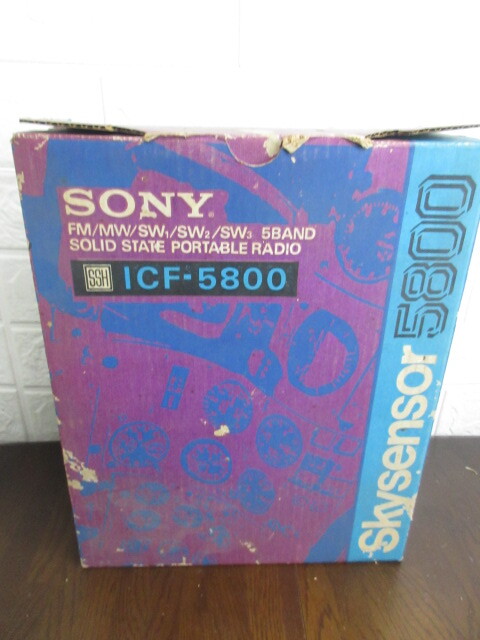 SONY®
FM/MW/SW1/SW2/SW3 5BAND
SOLID STATE PORTABLE RADIO
SSH ICF-5800
Skysensor 5800